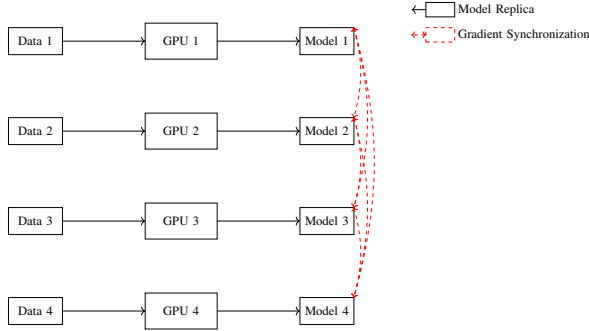 Model Replica
Gradient Synchronization
Data 1 GPU 1 Model 1
Data 2 GPU 2 Model 2
Data 3 GPU 3 Model 3
Data 4 GPU 4 Model 4